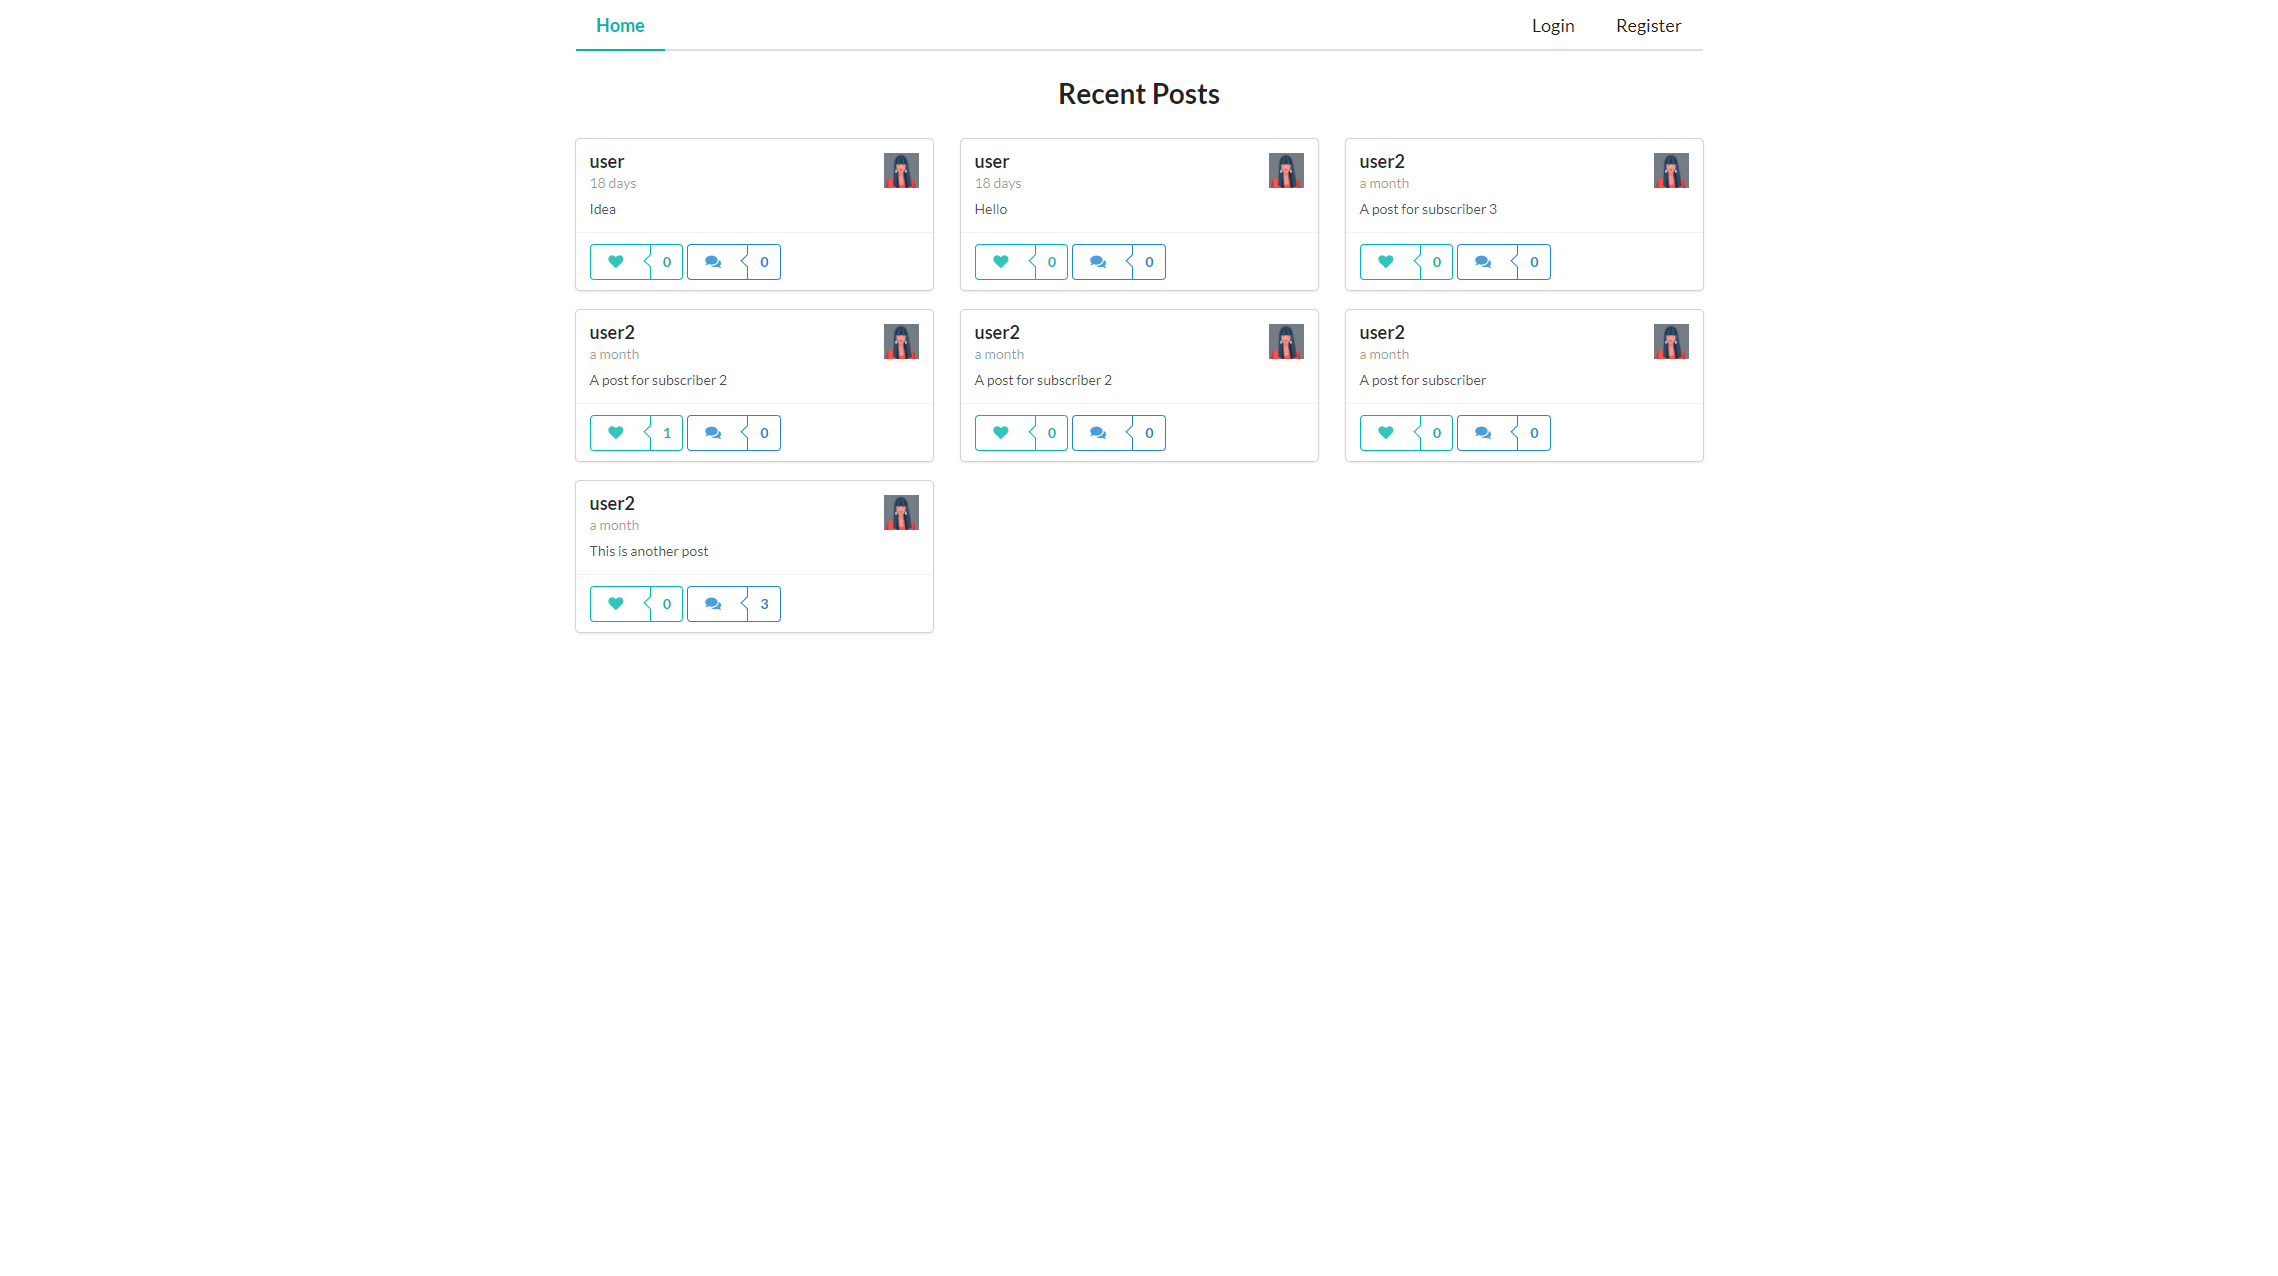 Home
Login
Register
Recent Posts
user
18 days
Idea
0
0
user
18 days
Hello
0
0
user2
a month
A post for subscriber 3
0
0
user2
a month
A post for subscriber 2
1
0
user2
a month
A post for subscriber 2
0
0
user2
a month
A post for subscriber
0
0
user2
a month
This is another post
0
3